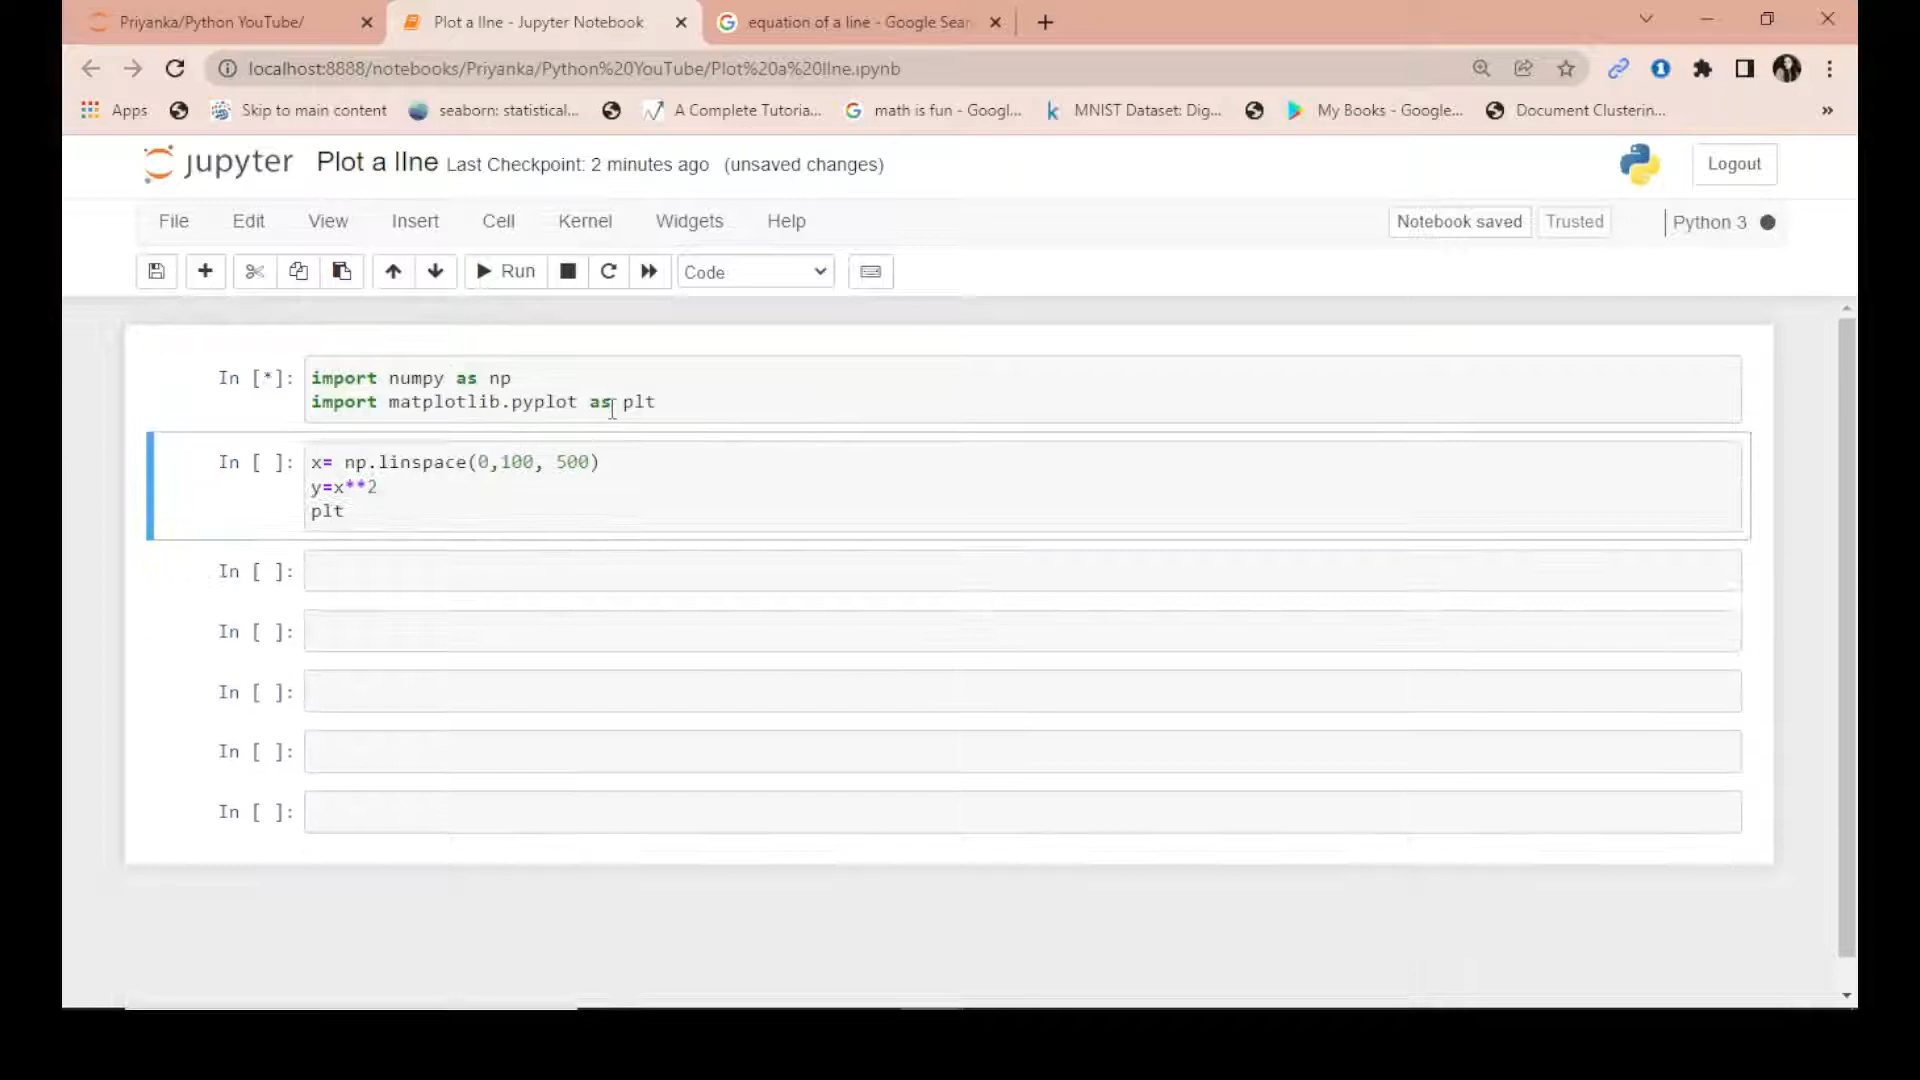 Priyanka/Python YouTube/
Plot a lIne - Jupyter Notebook
equation of a line - Google Sear
localhost:8888/notebooks/Priyanka/Python%20YouTube/Plot%20a%20lIne.ipynb
Apps
Skip to main content
seaborn: statistical...
A Complete Tutoria...
math is fun - Googl...
MNIST Dataset: Dig...
My Books - Google...
Document Clusterin...
»
jupyter Plot a lIne Last Checkpoint: 2 minutes ago (unsaved changes)
Logout
File Edit View Insert Cell Kernel Widgets Help
Notebook saved Trusted Python 3
Run Code
In [*]: import numpy as np
import matplotlib.pyplot as plt
In [ ]: x= np.linspace(0,100, 500)
y=x**2
plt
In [ ]:
In [ ]:
In [ ]:
In [ ]:
In [ ]: